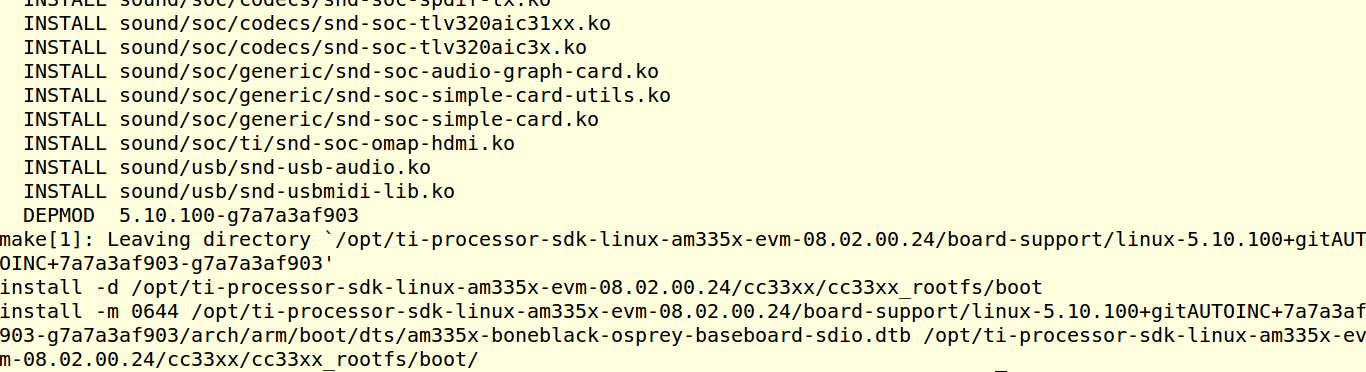 INSTALL sound/soc/codecs/snd-soc-spdif-tx.ko
INSTALL sound/soc/codecs/snd-soc-tlv320aic31xx.ko
INSTALL sound/soc/codecs/snd-soc-tlv320aic3x.ko
INSTALL sound/soc/generic/snd-soc-audio-graph-card.ko
INSTALL sound/soc/generic/snd-soc-simple-card-utils.ko
INSTALL sound/soc/generic/snd-soc-simple-card.ko
INSTALL sound/soc/ti/snd-soc-omap-hdmi.ko
INSTALL sound/usb/snd-usb-audio.ko
INSTALL sound/usb/snd-usbmidi-lib.ko
DEPMOD  5.10.100-g7a7a3af903
make[1]: Leaving directory `/opt/ti-processor-sdk-linux-am335x-evm-08.02.00.24/board-support/linux-5.10.100+gitAUT
OINC+7a7a3af903-g7a7a3af903'
install -d /opt/ti-processor-sdk-linux-am335x-evm-08.02.00.24/cc33xx/cc33xx_rootfs/boot
install -m 0644 /opt/ti-processor-sdk-linux-am335x-evm-08.02.00.24/board-support/linux-5.10.100+gitAUTOINC+7a7a3af
903-g7a7a3af903/arch/arm/boot/dts/am335x-boneblack-osprey-baseboard-sdio.dtb /opt/ti-processor-sdk-linux-am335x-ev
m-08.02.00.24/cc33xx/cc33xx_rootfs/boot/